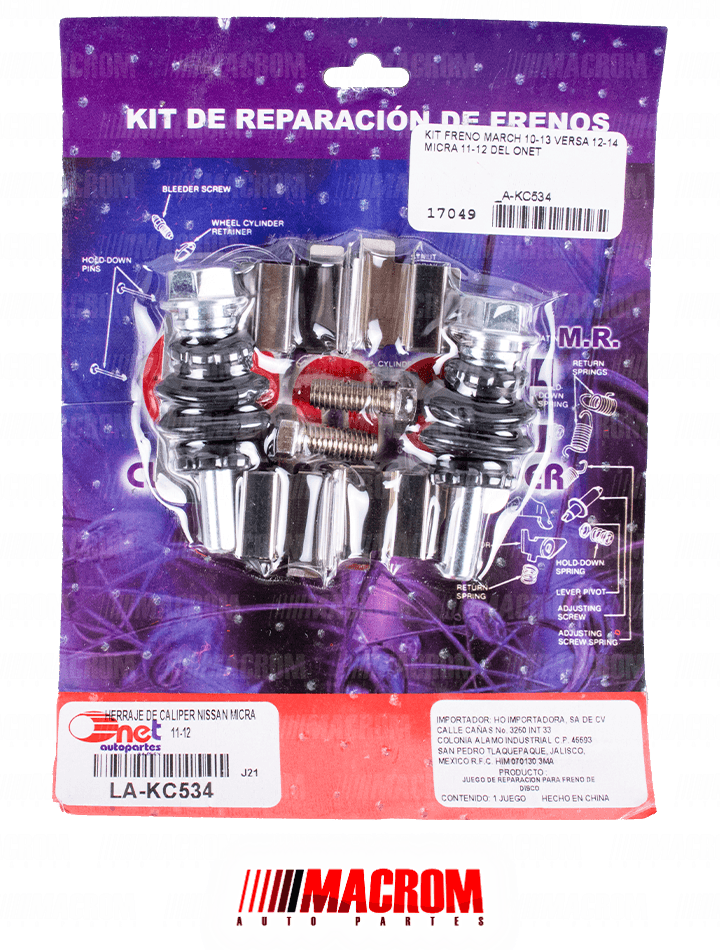 KIT DE REPARACIÓN DE FRENOS
KIT FRENO MARCH 10-13 VERSA 12-14
MICRA 11-12 DEL ONET
_A-KC534
17049
BLEEDER SCREW
WHEEL CYLINDER
RETAINER
HOLD-DOWN
PINS
M.R.
RETURN
SPRINGS
HOLD-DOWN
SPRING
RETURN
SPRING
LEVER PIVOT
ADJUSTING
SCREW
ADJUSTING
SCREW SPRING
HERRAJE DE CALIPER NISSAN MICRA
11-12
Gnet
autopartes
J21
LA-KC534
IMPORTADOR: HO IMPORTADORA, SA DE CV
CALLE CAÑAS No. 3260 INT 33
COLONIA ALAMO INDUSTRIAL C.P. 45593
SAN PEDRO TLAQUEPAQUE, JALISCO,
MEXICO R.F.C. HIM 070130 3MA
PRODUCTO
JUEGO DE REPARACION PARA FRENO DE
DISCO
CONTENIDO: 1 JUEGO HECHO EN CHINA
MACROM
AUTO PARTES